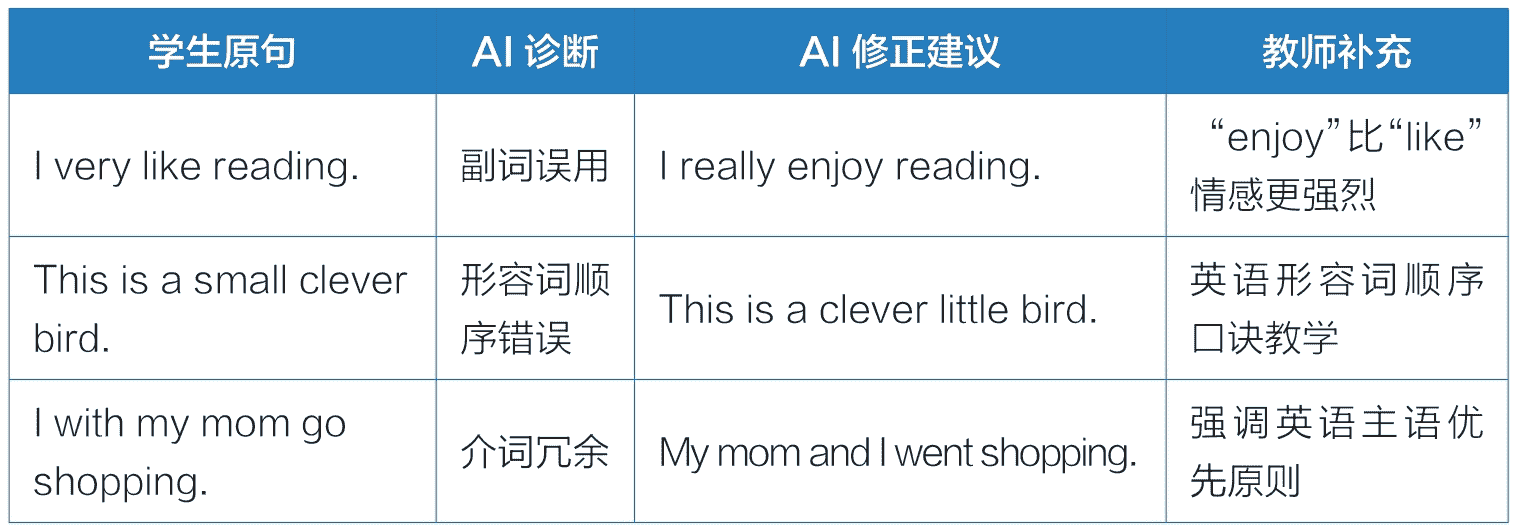 学生原句 AI 诊断 AI 修正建议 教师补充
I very like reading. 副词误用 I really enjoy reading. “enjoy”比“like”
情感更强烈
This is a small clever
bird. 形容词顺
序错误 This is a clever little bird. 英语形容词顺序
口诀教学
I with my mom go
shopping. 介词冗余 My mom and I went shopping. 强调英语主语优
先原则